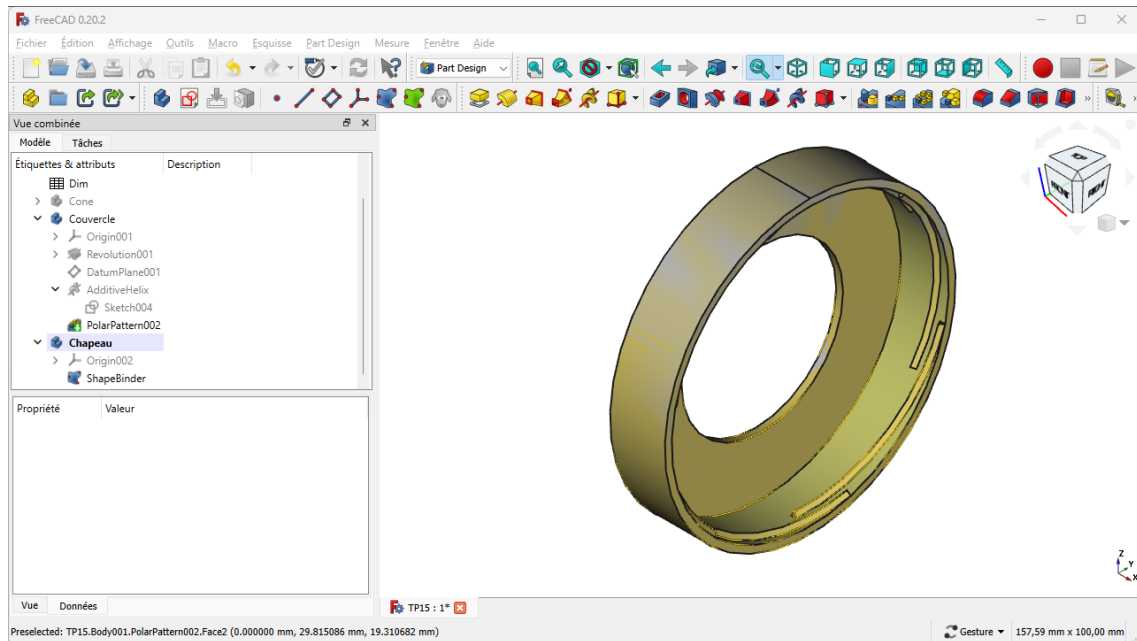 FreeCAD 0.20.2
Fichier Édition Affichage Outils Macro Esquisse Part Design Mesure Fenêtre Aide
Part Design
Vue combinée
Modèle Tâches
Étiquettes & attributs Description
Dim
Cone
Couvercle
Origin001
Revolution001
DatumPlane001
AdditiveHelix
Sketch004
PolarPattern002
Chapeau
Origin002
ShapeBinder
Propriété Valeur
Z
Y
X
Vue Données
TP15 : 1*
Preselected: TP15.Body001.PolarPattern002.Face2 (0.000000 mm, 29.815086 mm, 19.310682 mm)
Gesture
157,59 mm x 100,00 mm